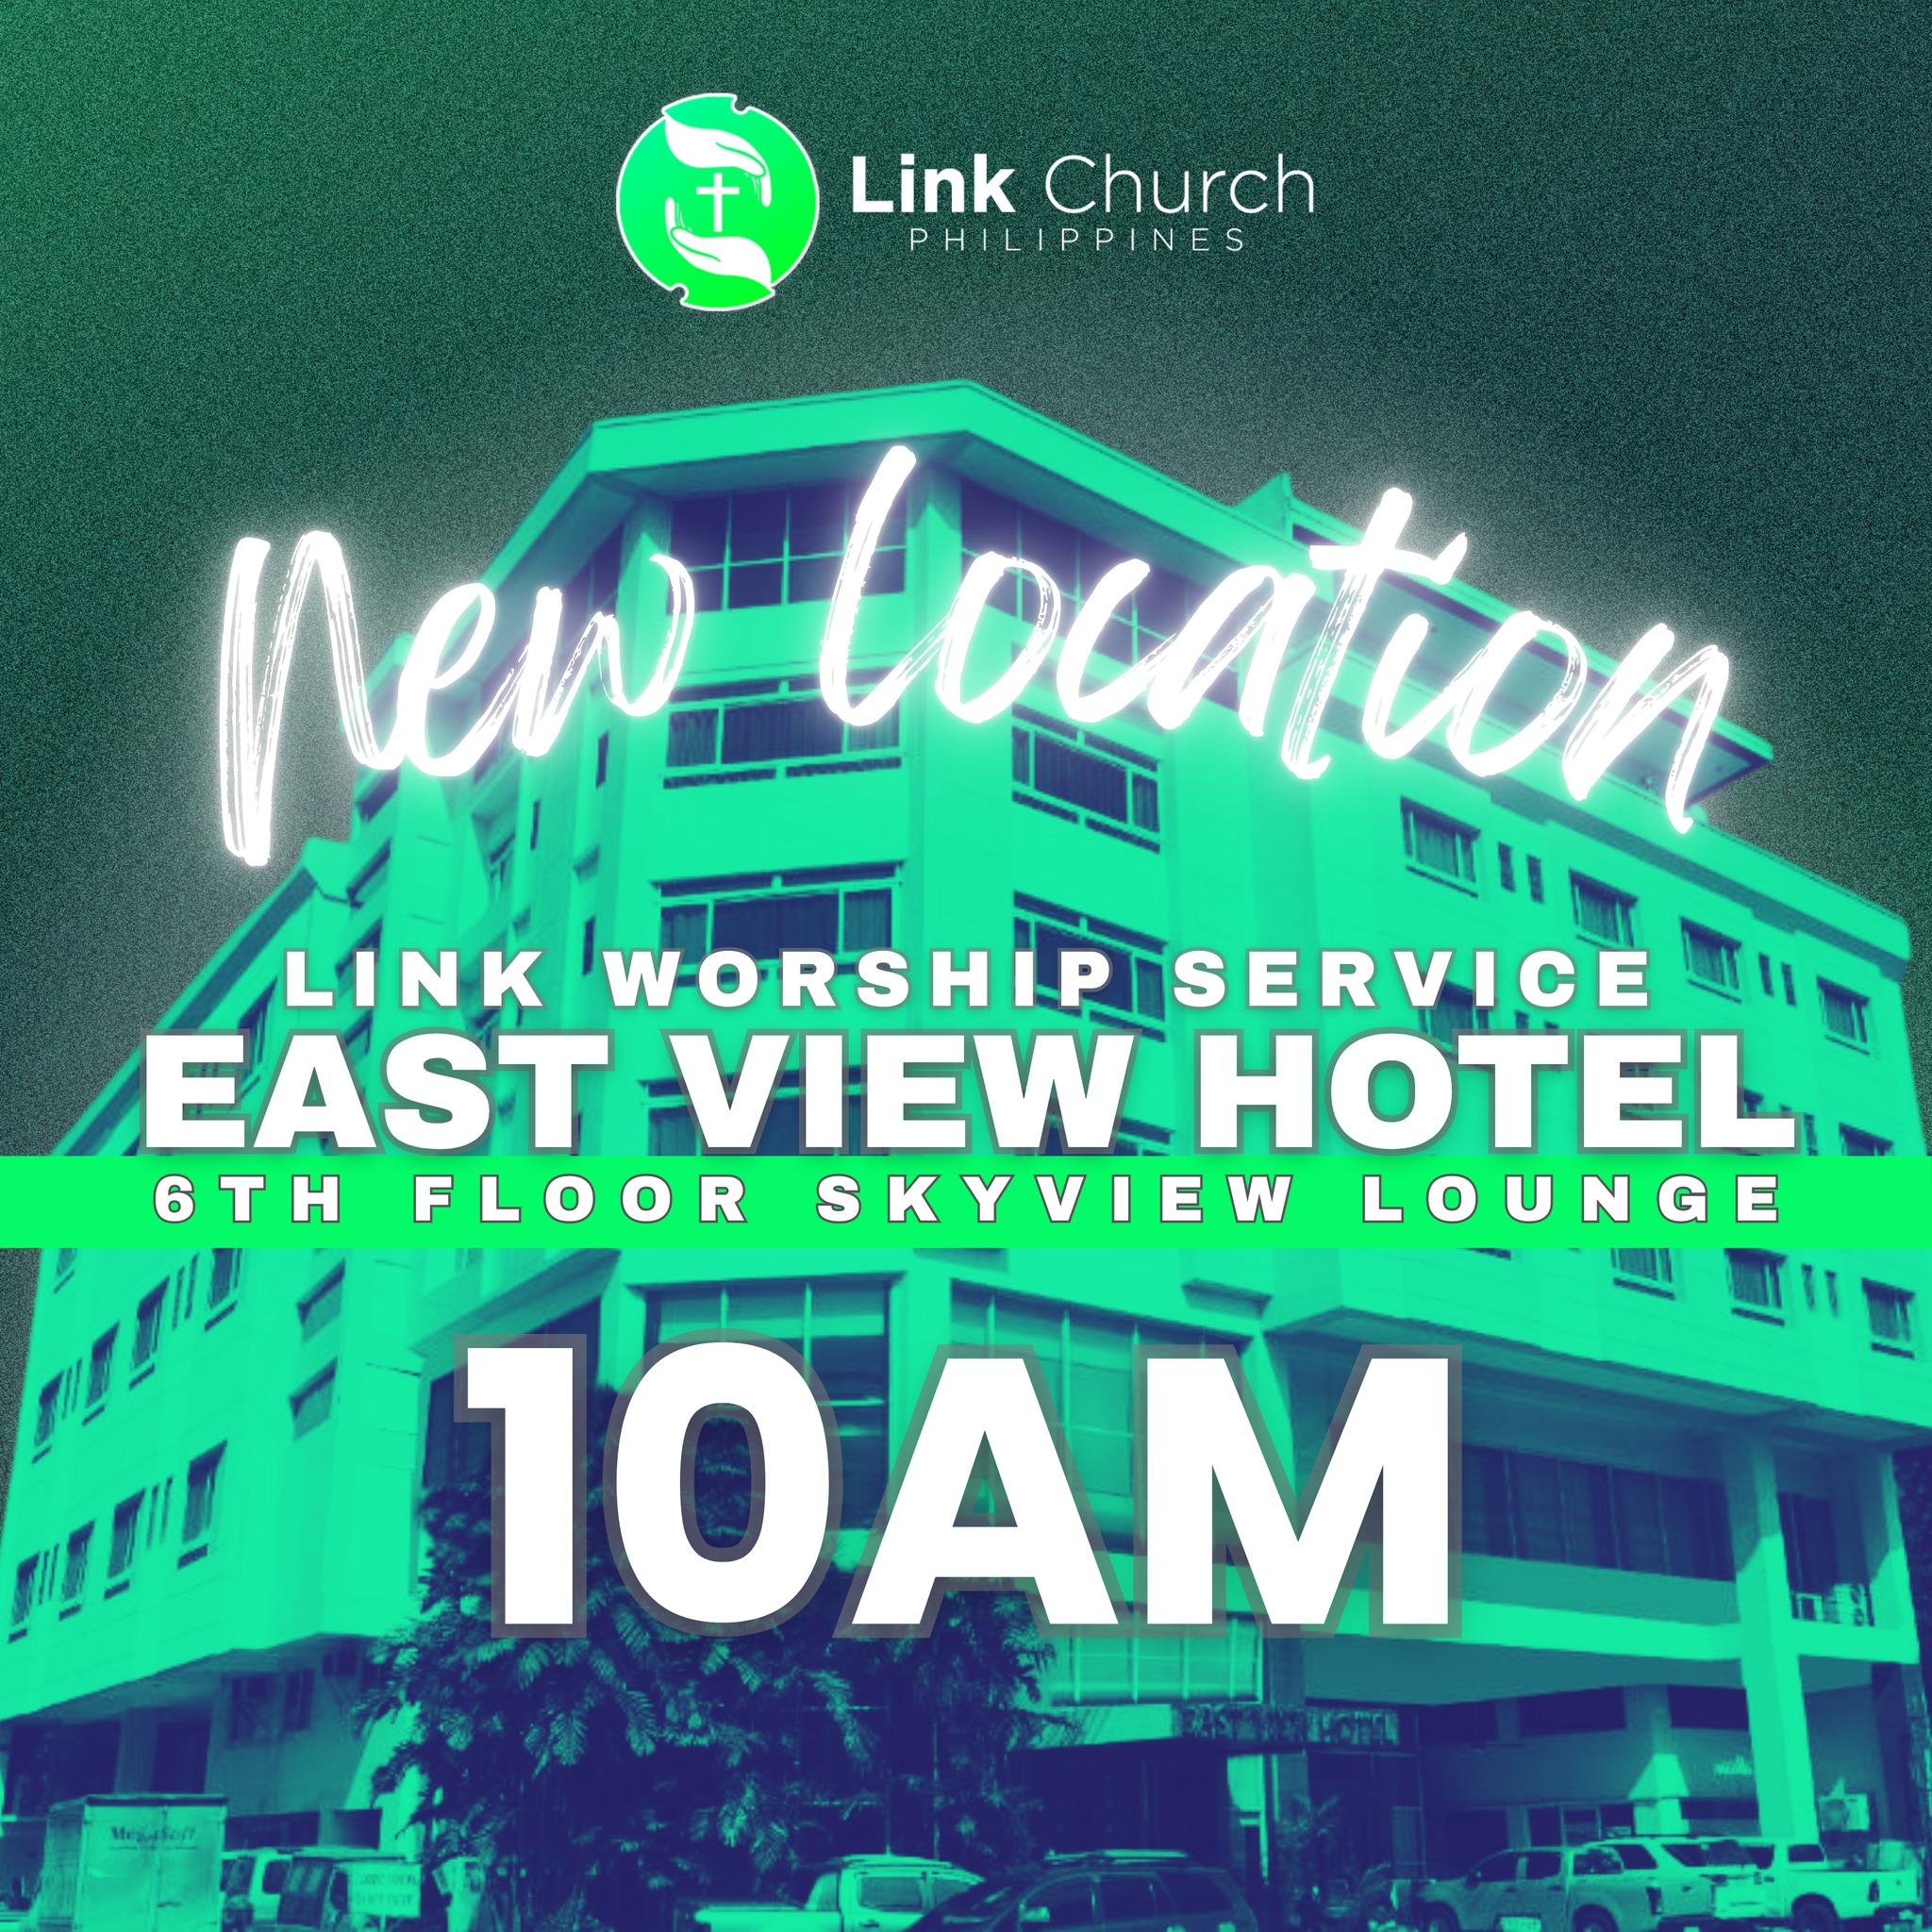 Link Church
PHILIPPINES
New Location
LINK WORSHIP SERVICE
EAST VIEW HOTEL
6TH FLOOR SKYVIEW LOUNGE
10AM